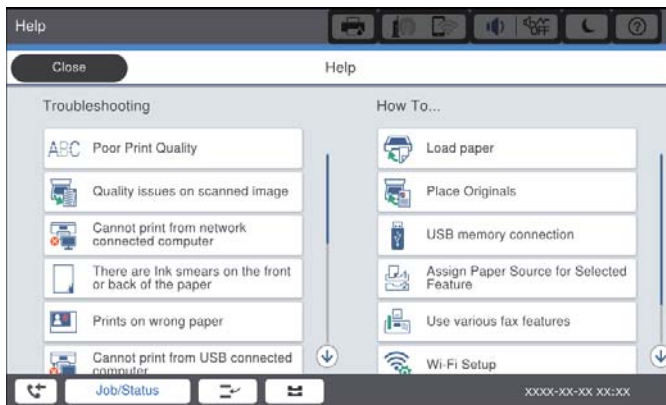 Help
OFF
Close
Help
Troubleshooting
How To...
ABC
Poor Print Quality
Load paper
Quality issues on scanned image
Place Originals
Cannot print from network
connected computer
USB memory connection
There are Ink smears on the front
or back of the paper
Assign Paper Source for Selected
Feature
Prints on wrong paper
Use various fax features
Cannot print from USB connected
computer
Wi-Fi Setup
Job/Status
XXXX-XX-XX XX:XX